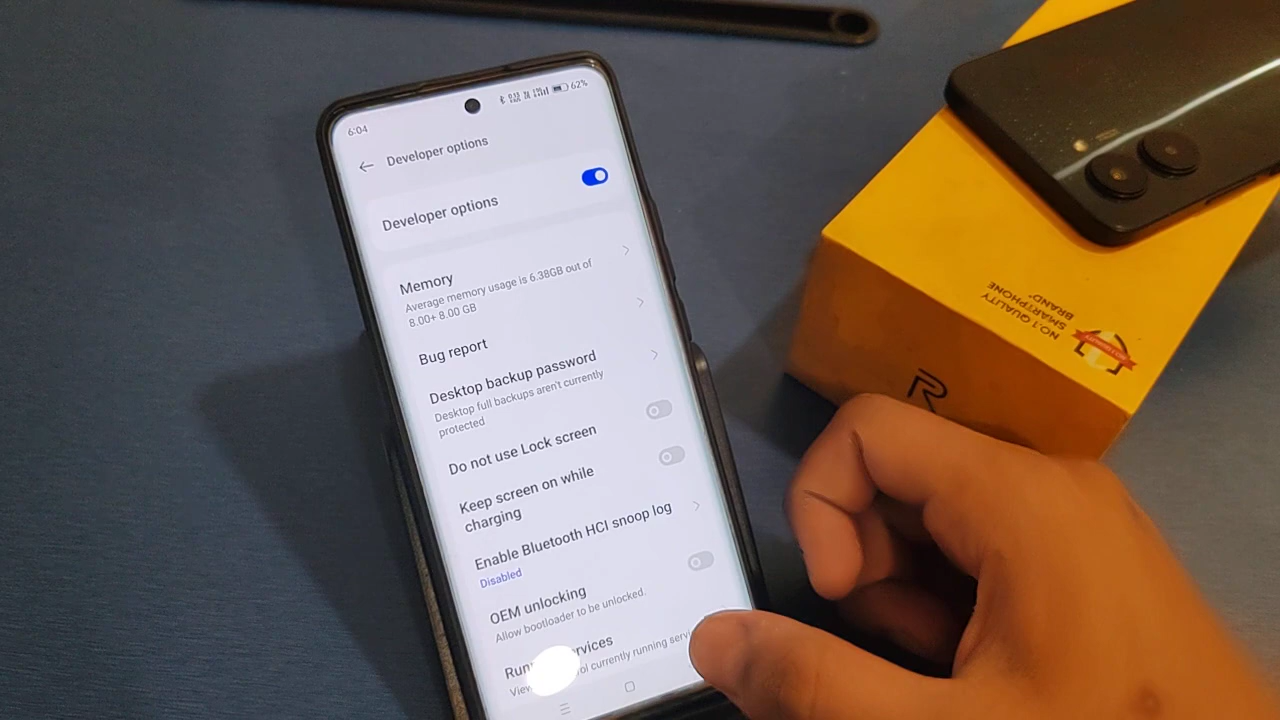 6:04
62%
Developer options
Developer options
Memory
Average memory usage is 6.38GB out of
8.00+ 8.00 GB
Bug report
Desktop backup password
Desktop full backups aren't currently
protected
Do not use Lock screen
Keep screen on while
charging
Enable Bluetooth HCI snoop log
Disabled
OEM unlocking
Allow bootloader to be unlocked.
currently running
NO.1 QUALITY
SMARTPHONE
BRAND*
R